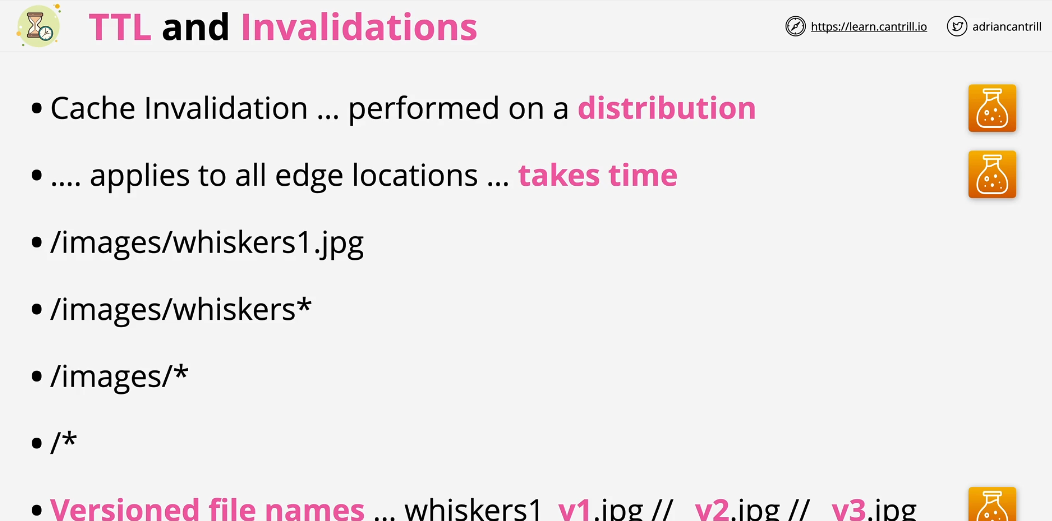 TTL and Invalidations
https://learn.cantrill.io
adriancantrill
• Cache Invalidation ... performed on a distribution
• .... applies to all edge locations ... takes time
• /images/whiskers1.jpg
• /images/whiskers*
• /images/*
• /*
• Versioned file names ... whiskers1_v1.jpg // _v2.jpg // _v3.jpg